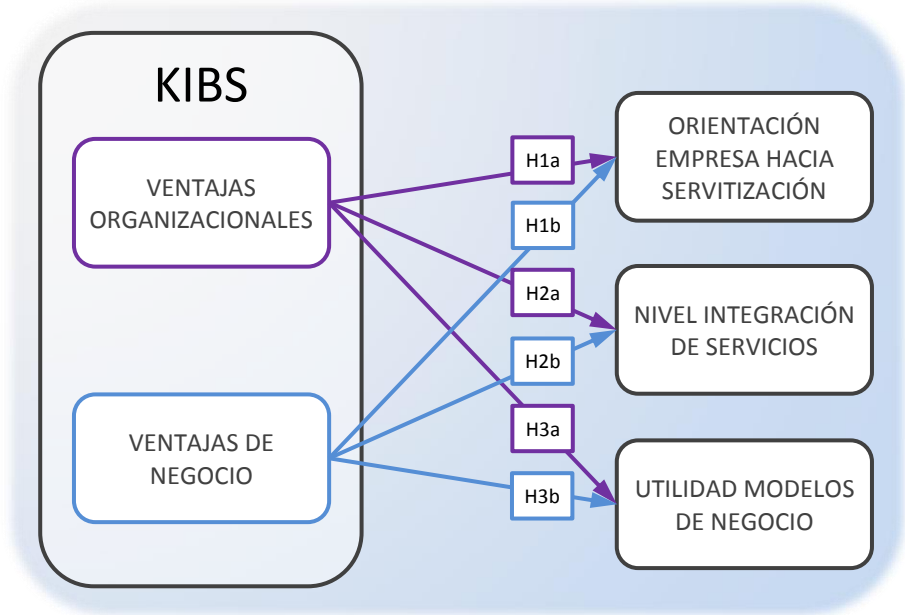 KIBS
VENTAJAS
ORGANIZACIONALES
VENTAJAS DE
NEGOCIO
H1a
H1b
H2a
H2b
H3a
H3b
ORIENTACIÓN
EMPRESA HACIA
SERVITIZACIÓN
NIVEL INTEGRACIÓN
DE SERVICIOS
UTILIDAD MODELOS
DE NEGOCIO